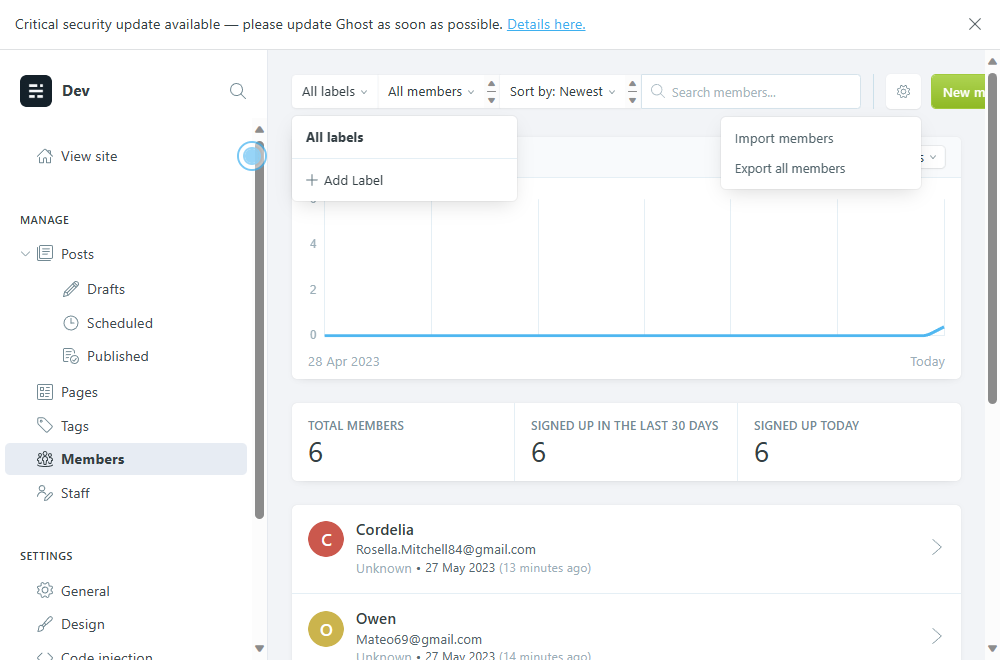 Critical security update available — please update Ghost as soon as possible. Details here.
Dev
View site
MANAGE
Posts
Drafts
Scheduled
Published
Pages
Tags
Members
Staff
SETTINGS
General
Design
Code injection
All labels
All members
Sort by: Newest
Search members...
New m
All labels
Add Label
Import members
Export all members
4
2
0
28 Apr 2023
Today
TOTAL MEMBERS
6
SIGNED UP IN THE LAST 30 DAYS
6
SIGNED UP TODAY
6
C
Cordelia
Rosella.Mitchell84@gmail.com
Unknown • 27 May 2023 (13 minutes ago)
O
Owen
Mateo69@gmail.com
Unknown • 27 May 2023 (14 minutes ago)